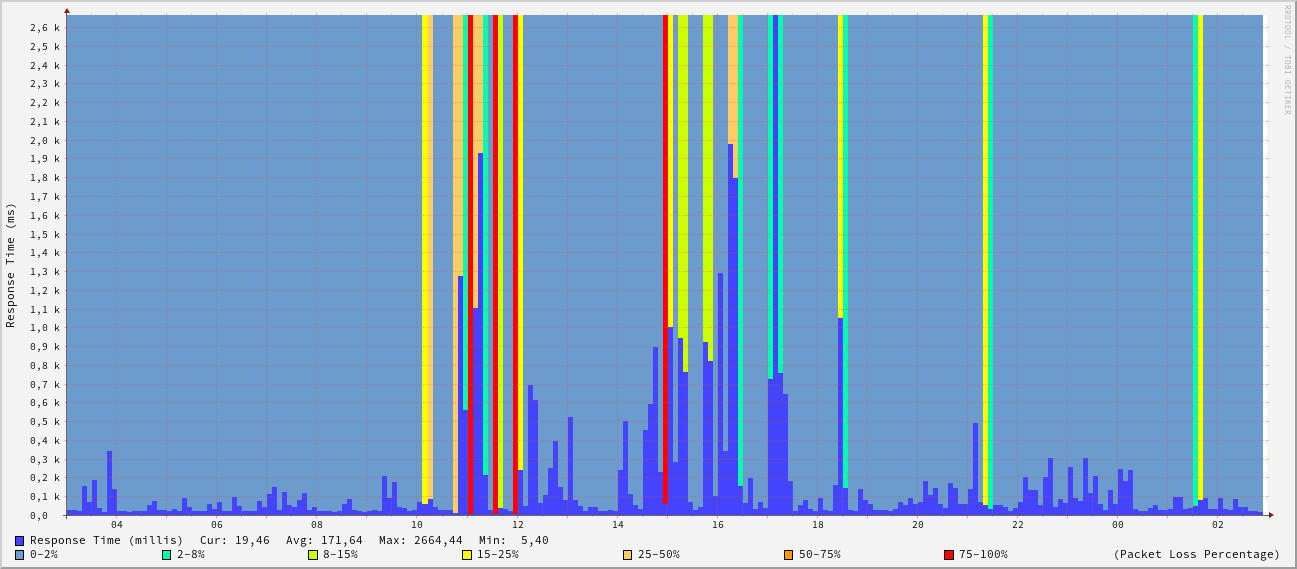 RRDTOOL / TOBI OETIKER
Response Time (ms)
2,6 k
2,5 k
2,4 k
2,3 k
2,2 k
2,1 k
2,0 k
1,9 k
1,8 k
1,7 k
1,6 k
1,5 k
1,4 k
1,3 k
1,2 k
1,1 k
1,0 k
0,9 k
0,8 k
0,7 k
0,6 k
0,5 k
0,4 k
0,3 k
0,2 k
0,1 k
0,0
04 06 08 10 12 14 16 18 20 22 00 02
Response Time (millis) Cur: 19,46 Avg: 171,64 Max: 2664,44 Min: 5,40
0-2% 2-8% 8-15% 15-25% 25-50% 50-75% 75-100% (Packet Loss Percentage)